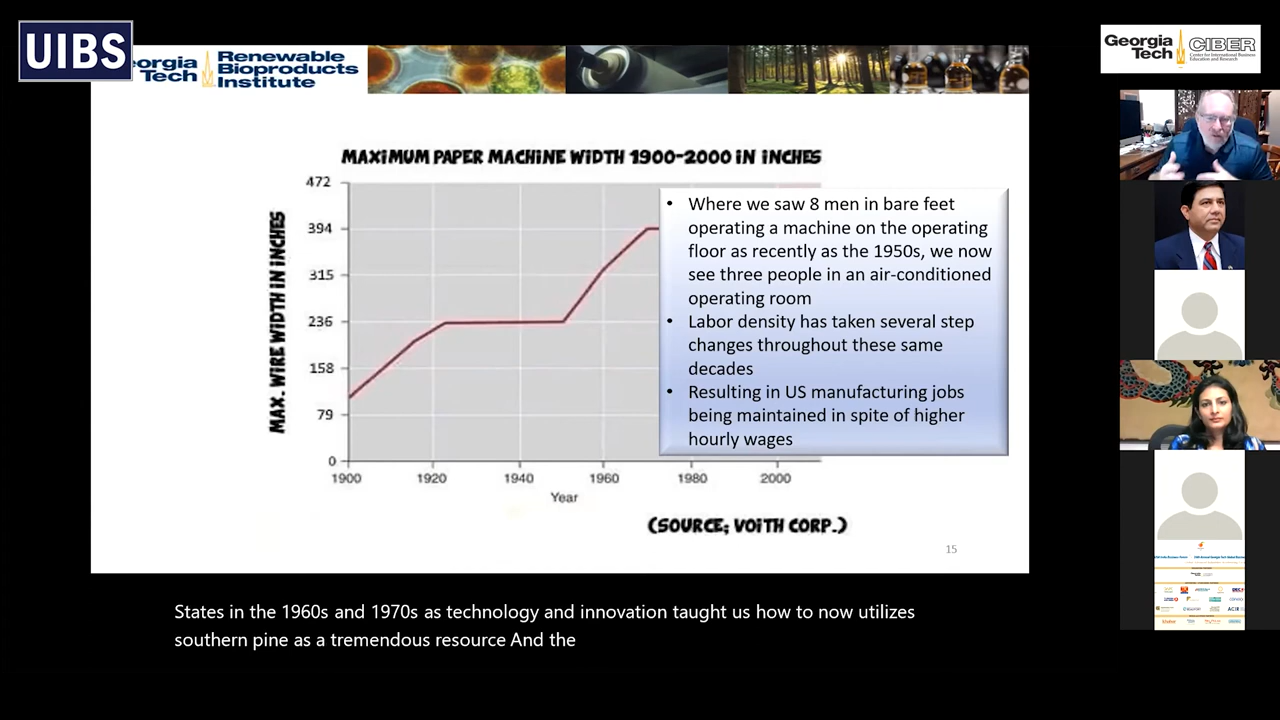 UIBS
Georgia Tech
Renewable
Bioproducts
Institute
Georgia Tech
CIBER
Center for International Business
Education and Research
MAXIMUM PAPER MACHINE WIDTH 1900-2000 IN INCHES
MAX. WIRE WIDTH IN INCHES
472
394
315
236
158
79
0
1900
1920
1940
1960
1980
2000
Year
• Where we saw 8 men in bare feet
operating a machine on the operating
floor as recently as the 1950s, we now
see three people in an air-conditioned
operating room
• Labor density has taken several step
changes throughout these same
decades
• Resulting in US manufacturing jobs
being maintained in spite of higher
hourly wages
(SOURCE; VOITH CORP.)
15
States in the 1960s and 1970s as technology and innovation taught us how to now utilizes
southern pine as a tremendous resource And the